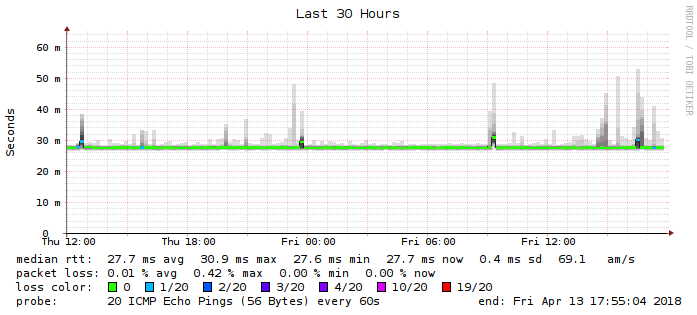 Last 30 Hours
RRDTOOL / TOBI OETIKER
Seconds
60 m
50 m
40 m
30 m
20 m
10 m
0
Thu 12:00 Thu 18:00 Fri 00:00 Fri 06:00 Fri 12:00
median rtt: 27.7 ms avg 30.9 ms max 27.6 ms min 27.7 ms now 0.4 ms sd 69.1 am/s
packet loss: 0.01 % avg 0.42 % max 0.00 % min 0.00 % now
loss color: 0 1/20 2/20 3/20 4/20 10/20 19/20
probe: 20 ICMP Echo Pings (56 Bytes) every 60s end: Fri Apr 13 17:55:04 2018